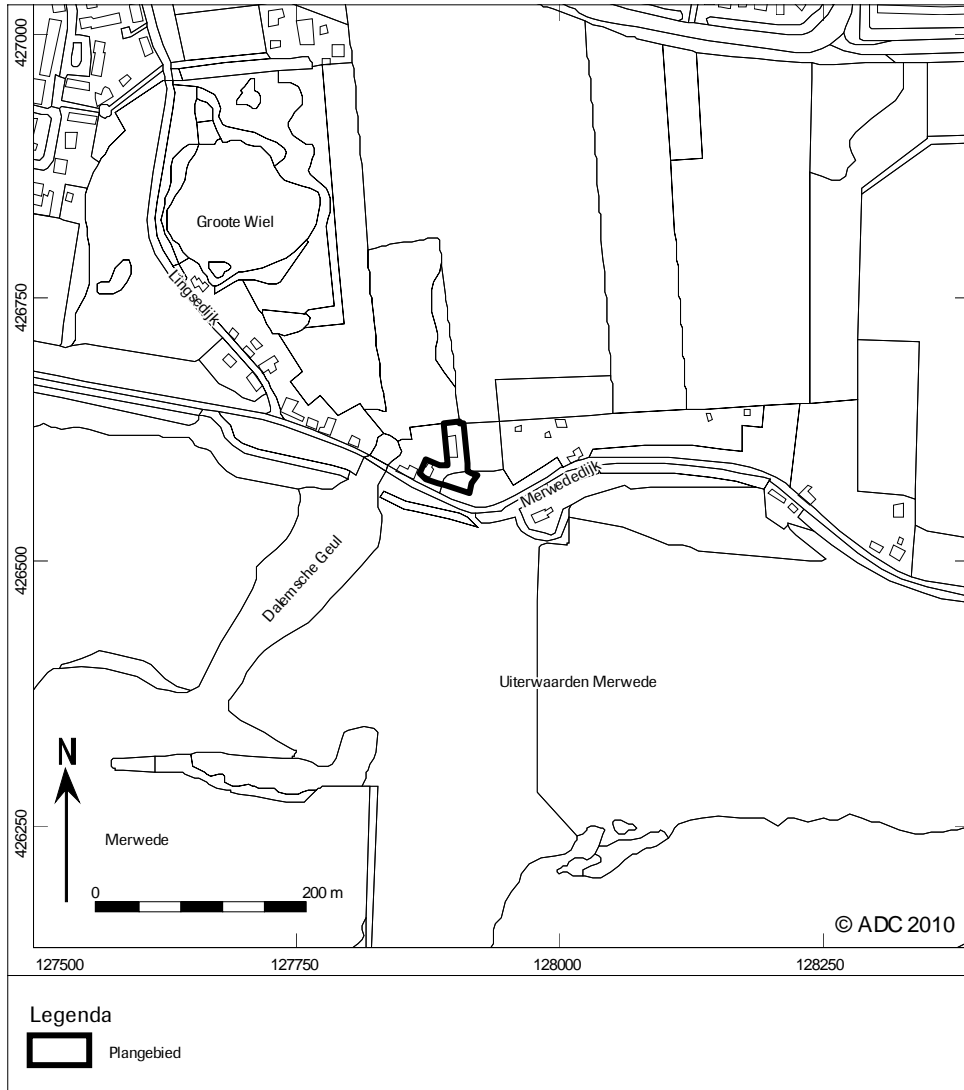 427000
Groote Wiel
Lingsedijk
426750
Merwededijk
426500
Dalemsche Geul
Uiterwaarden Merwede
N
426250
Merwede
0 200 m
© ADC 2010
127500 127750 128000 128250
Legenda
Plangebied